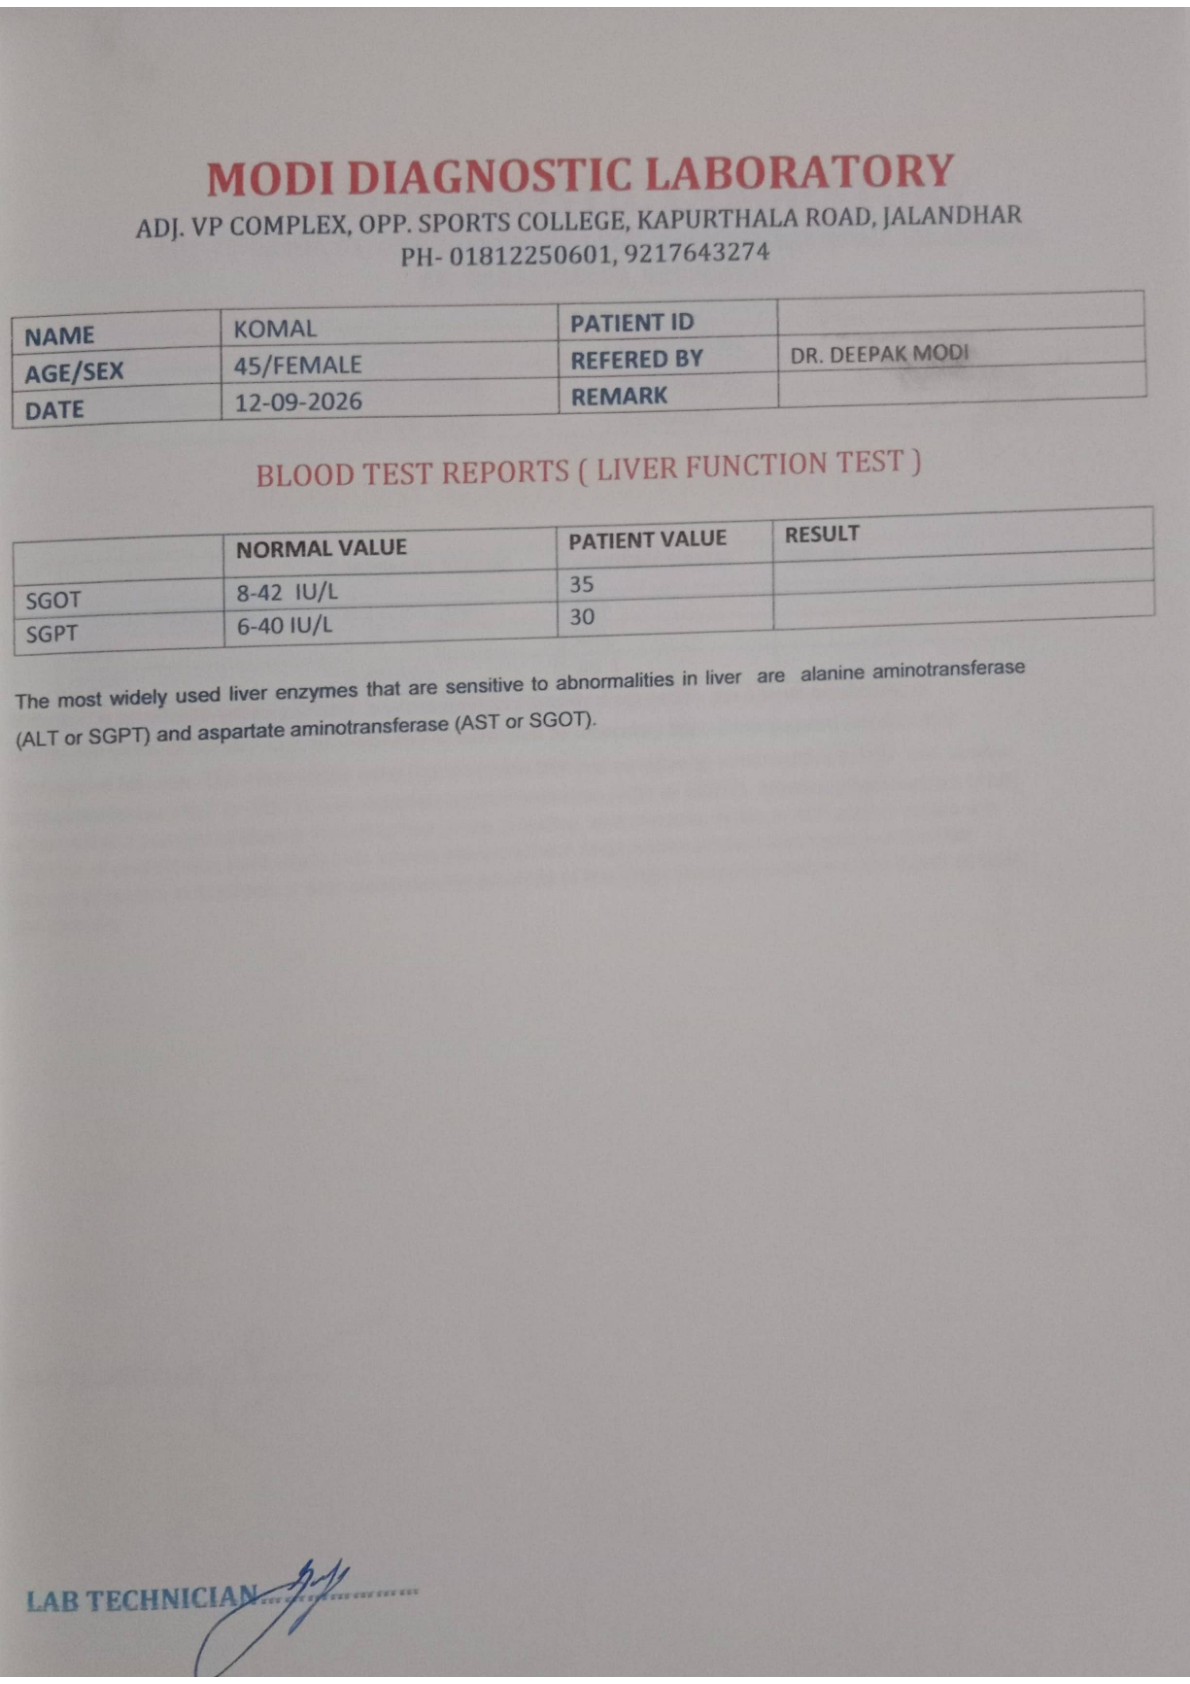 MODI DIAGNOSTIC LABORATORY
ADJ. VP COMPLEX, OPP. SPORTS COLLEGE, KAPURTHALA ROAD, JALANDHAR
PH- 01812250601, 9217643274
NAME KOMAL PATIENT ID
AGE/SEX 45/FEMALE REFERED BY DR. DEEPAK MODI
DATE 12-09-2026 REMARK
BLOOD TEST REPORTS ( LIVER FUNCTION TEST )
NORMAL VALUE PATIENT VALUE RESULT
SGOT 8-42 IU/L 35
SGPT 6-40 IU/L 30
The most widely used liver enzymes that are sensitive to abnormalities in liver are alanine aminotransferase
(ALT or SGPT) and aspartate aminotransferase (AST or SGOT).
LAB TECHNICIAN........................